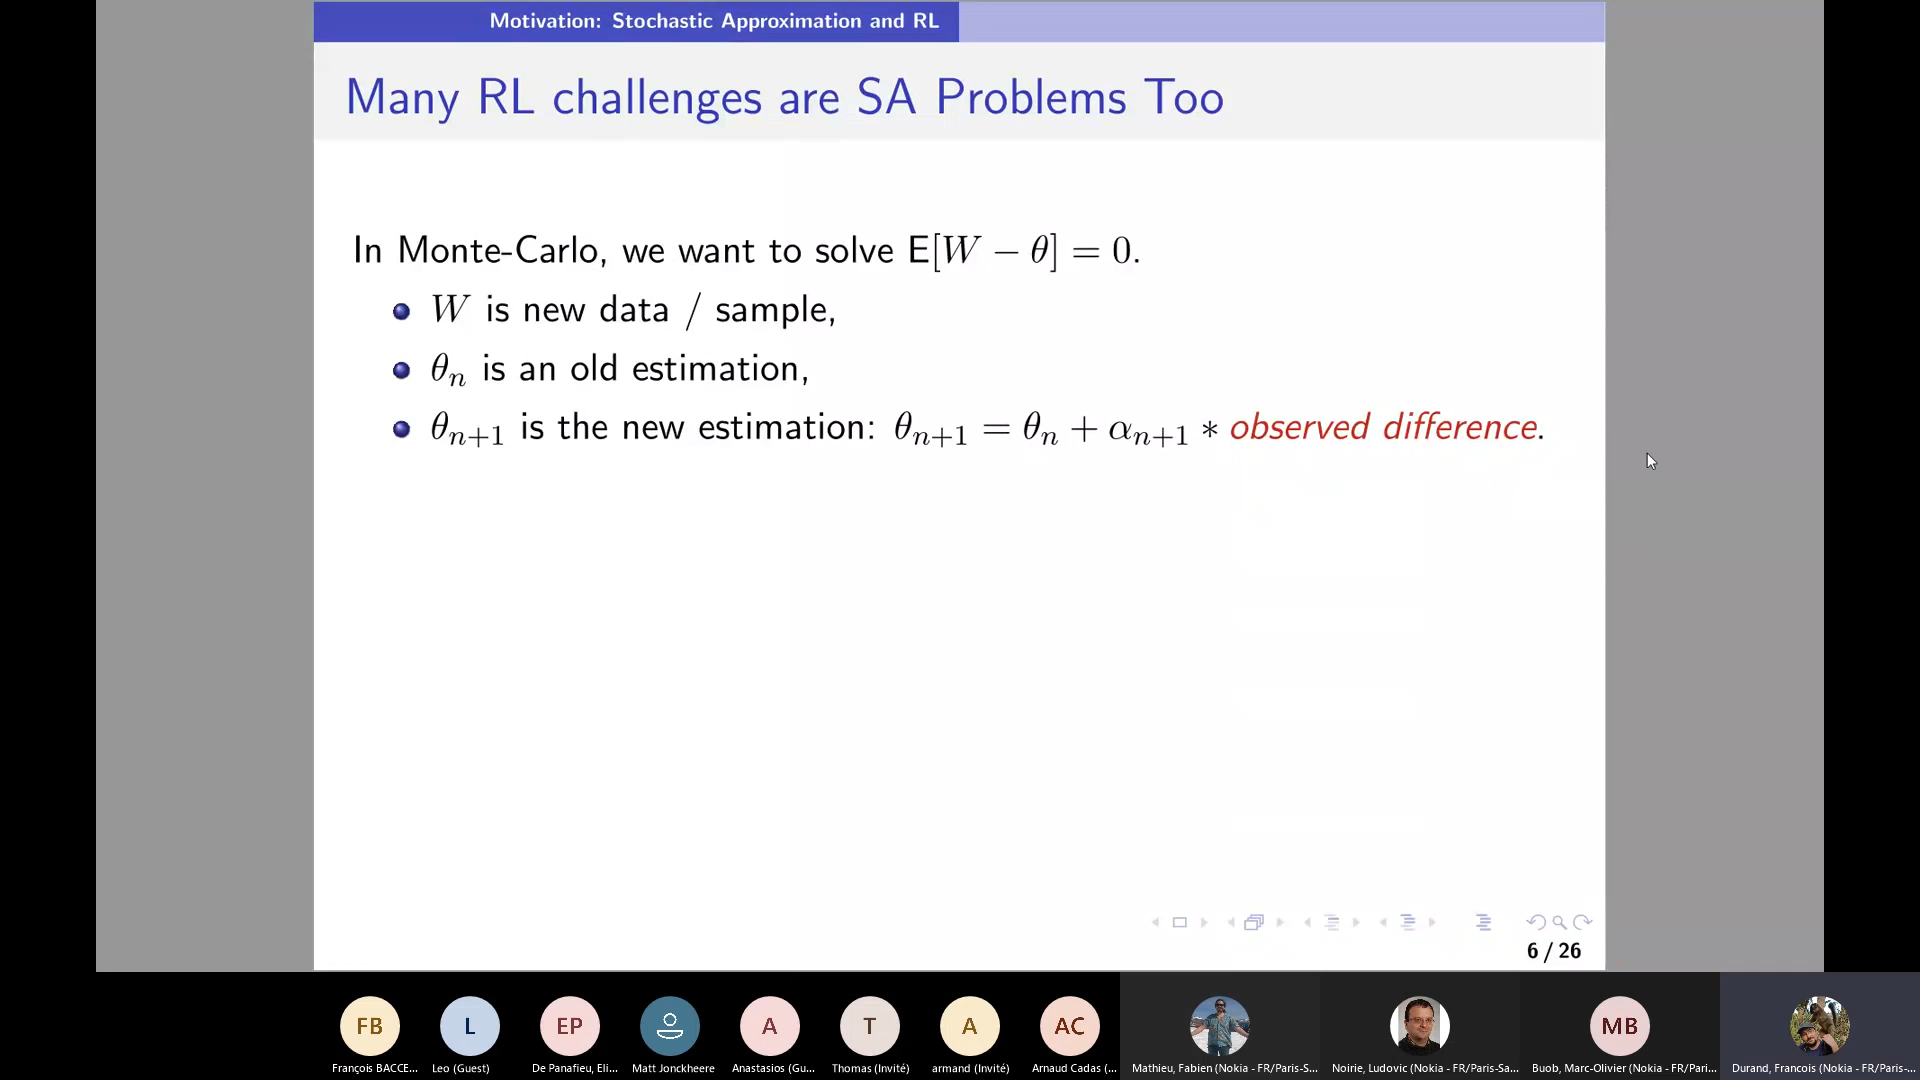 Motivation: Stochastic Approximation and RL
Many RL challenges are SA Problems Too
In Monte-Carlo, we want to solve E[W − θ] = 0.
W is new data / sample,
θₙ is an old estimation,
θₙ₊₁ is the new estimation: θₙ₊₁ = θₙ + αₙ₊₁ ∗ observed difference.
6 / 26
FB
L
EP
A
T
A
AC
MB
François BACCE...
Leo (Guest)
De Panafieu, Eli...
Matt Jonckheere
Anastasios (Gu...
Thomas (Invité)
armand (Invité)
Arnaud Cadas (...
Mathieu, Fabien (Nokia - FR/Paris-S...
Noirie, Ludovic (Nokia - FR/Paris-Sa...
Buob, Marc-Olivier (Nokia - FR/Pari...
Durand, Francois (Nokia - FR/Paris-...